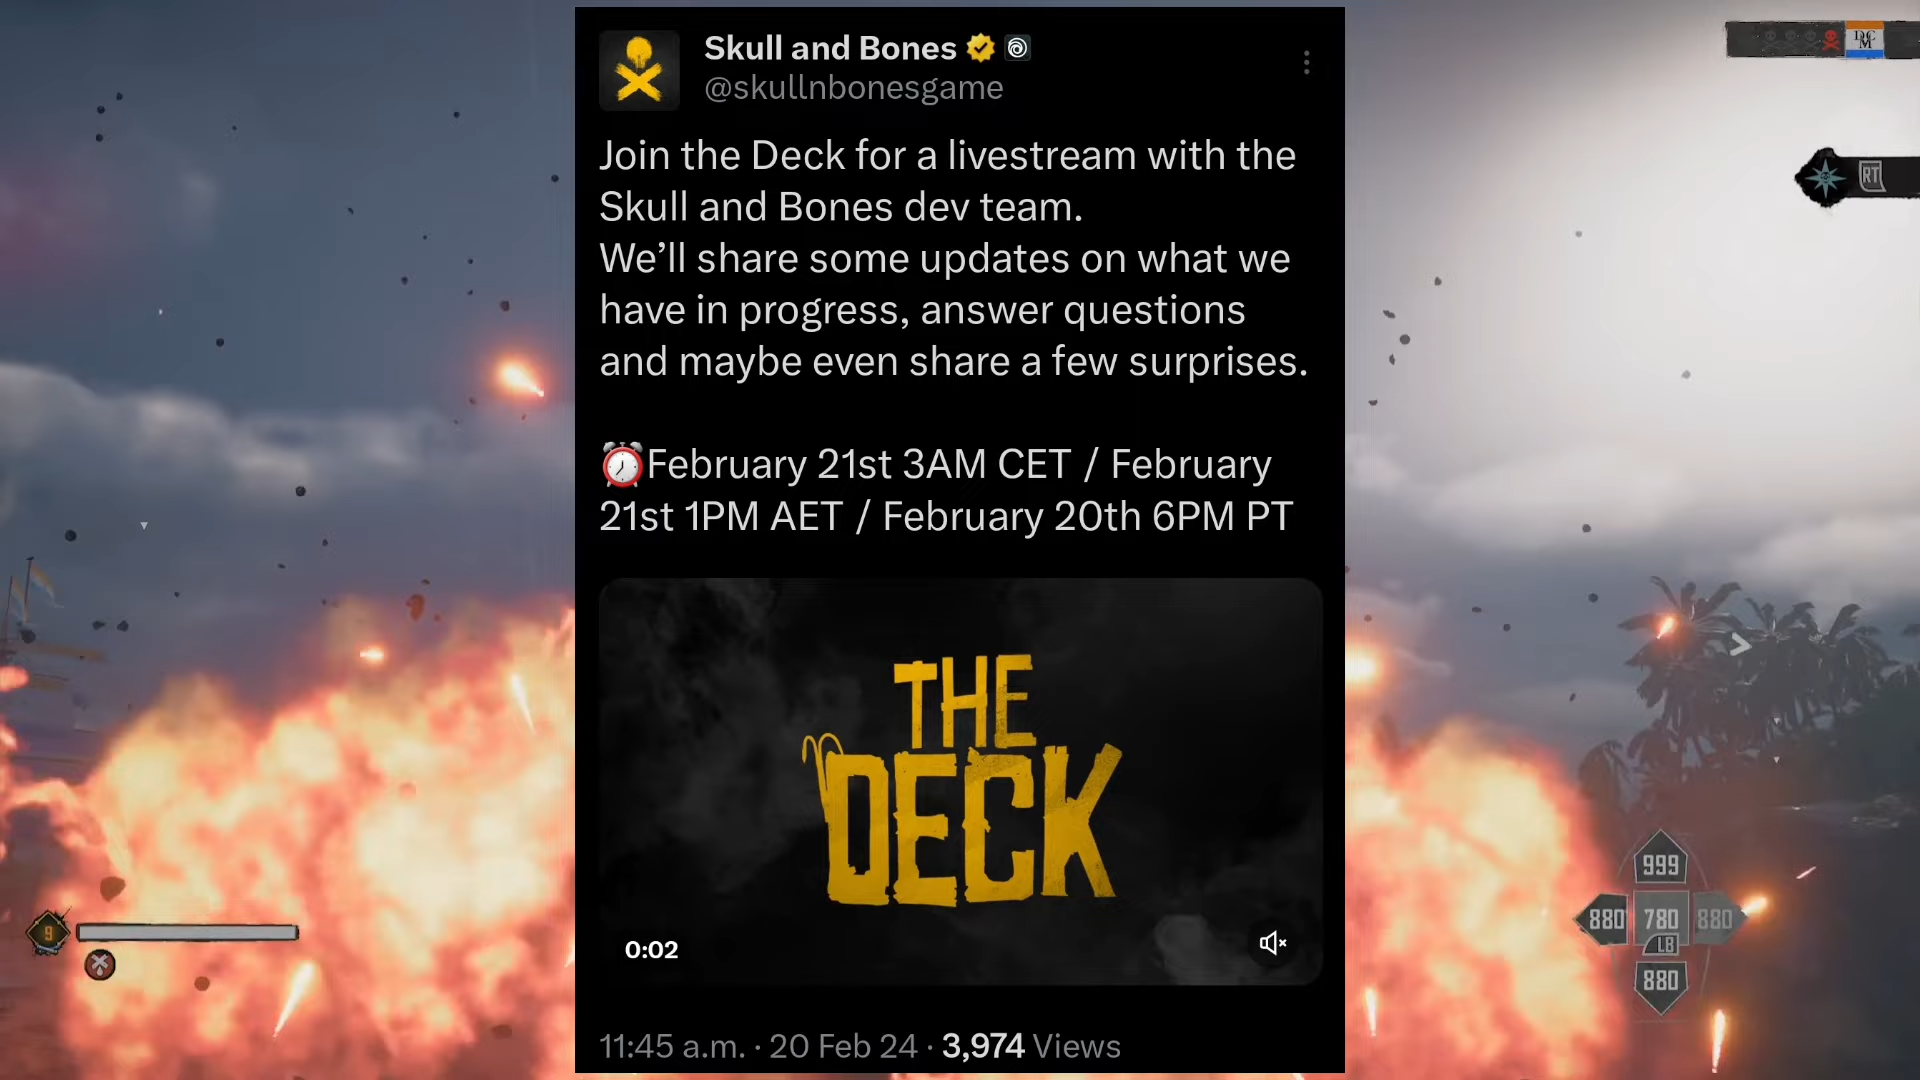 Skull and Bones
@skullnbonesgame
Join the Deck for a livestream with the
Skull and Bones dev team.
We’ll share some updates on what we
have in progress, answer questions
and maybe even share a few surprises.
⏰February 21st 3AM CET / February
21st 1PM AET / February 20th 6PM PT
THE
DECK
0:02
11:45 a.m. · 20 Feb 24 · 3,974 Views
DMC
RT
9
999
880 780 880
LB
880